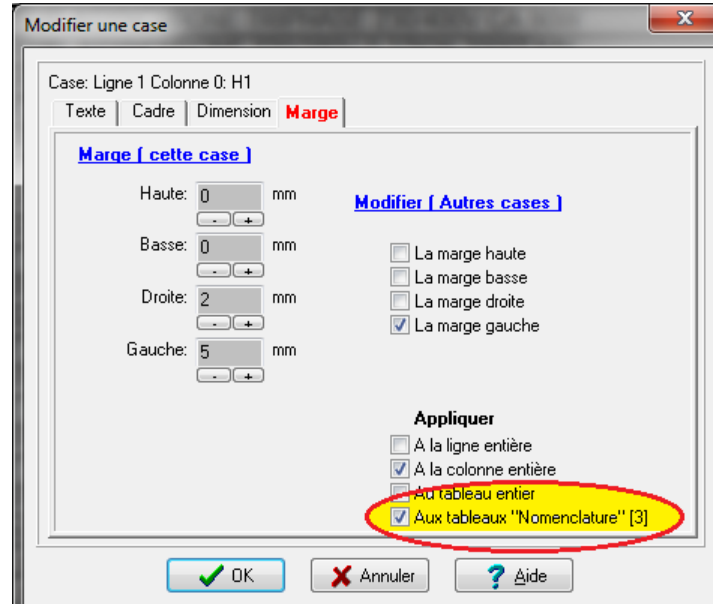 Modifier une case
Case: Ligne 1 Colonne 0: H1
Texte Cadre Dimension Marge
Marge ( cette case )
Haute: 0 mm
- +
Basse: 0 mm
- +
Droite: 2 mm
- +
Gauche: 5 mm
- +
Modifier ( Autres cases )
La marge haute
La marge basse
La marge droite
La marge gauche
Appliquer
A la ligne entière
A la colonne entière
Au tableau entier
Aux tableaux "Nomenclature" [3]
OK Annuler ? Aide